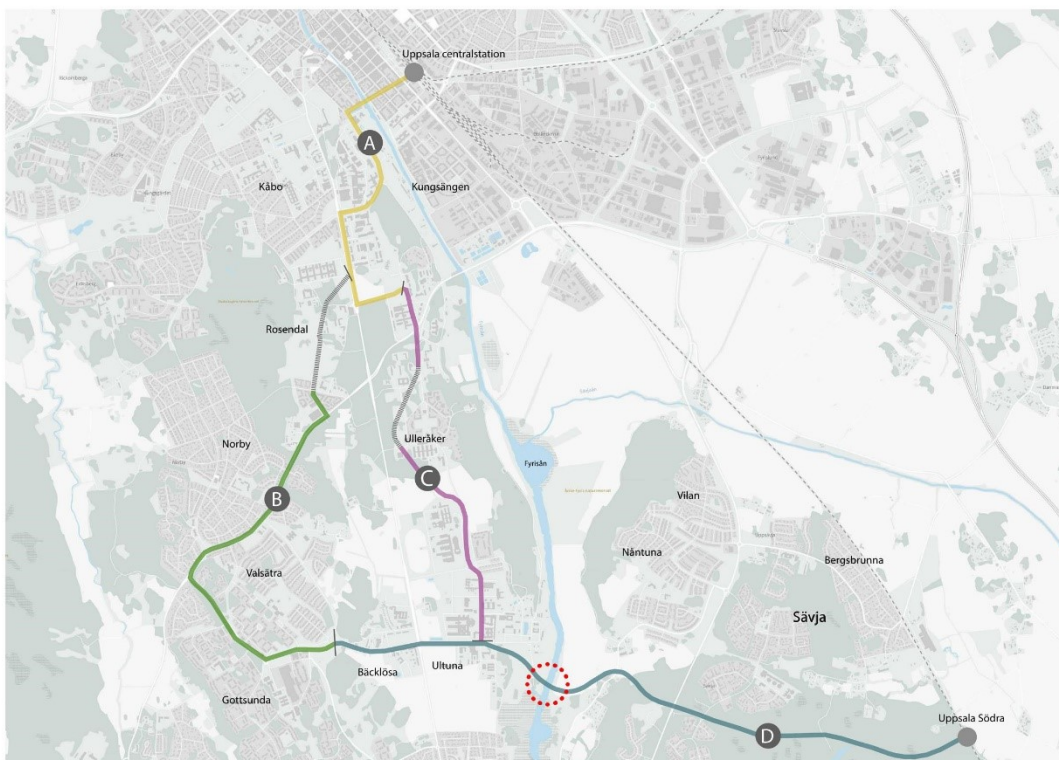 Uppsala centralstation
A
Kåbo
Kungsängen
Rosendal
Norby
Ulleråker
C
Fyrisån
B
Vilan
Nåntuna
Bergsbrunna
Valsätra
Sävja
Bäcklösa
Ultuna
Gottsunda
Uppsala Södra
D